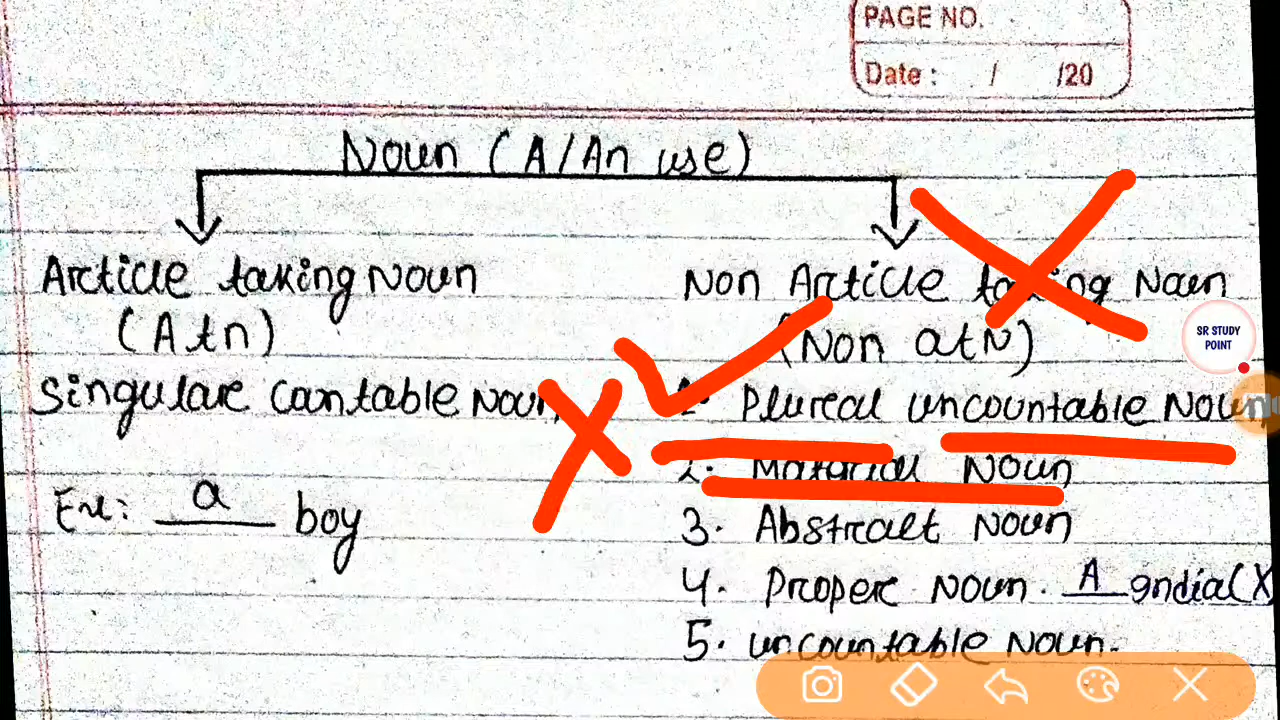 PAGE NO.
Date : / /20
Noun (A/An use)
Article taking Noun
(Atn)
Singular Countable Noun
Ex: a boy
Non Article taking Noun
(Non atN)
1. Plureal uncountable Noun
2. Material Noun
3. Abstract Noun
4. Proper Noun. A India(X
5. uncountable Noun.
SR STUDY
POINT